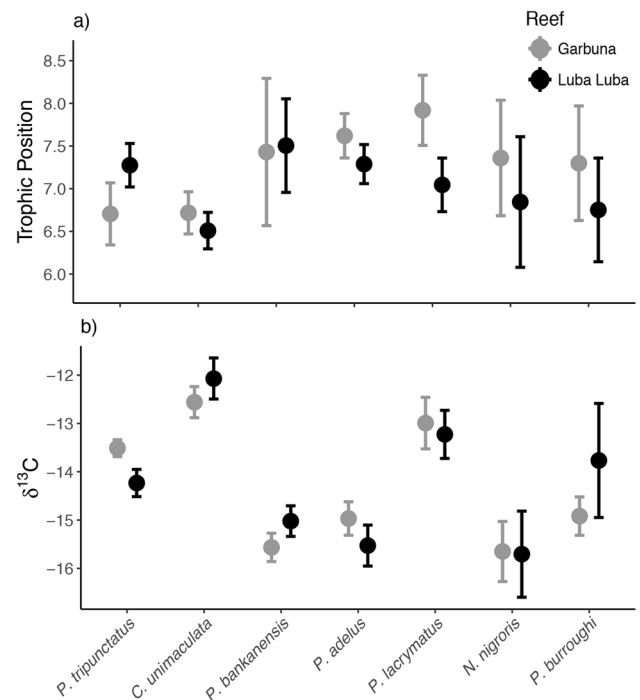 a)
Reef
Garbuna
Luba Luba
Trophic Position
8.5
8.0
7.5
7.0
6.5
6.0
b)
δ13C
−12
−13
−14
−15
−16
P. tripunctatus
C. unimaculata
P. bankanensis
P. adelus
P. lacrymatus
N. nigroris
P. burroughi